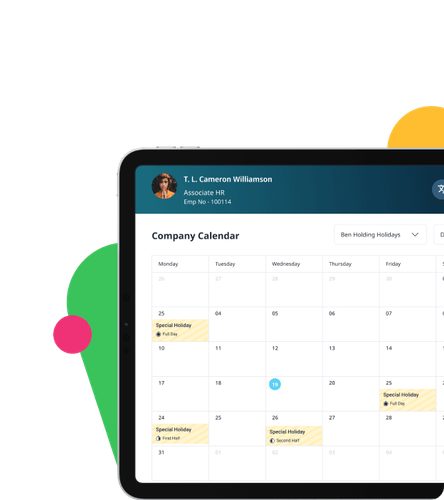 T. L. Cameron Williamson
Associate HR
Emp No - 100114
Company Calendar
Ben Holding Holidays
D
Monday Tuesday Wednesday Thursday Friday S
26 27 28 29 30
25 04 05 06 07
Special Holiday
Full Day
10 11 12 13 14
17 18 19 20 25
Special Holiday
Full Day
24 25 26 27 28
Special Holiday Special Holiday
First Half Second Half
31 01 02 03 04